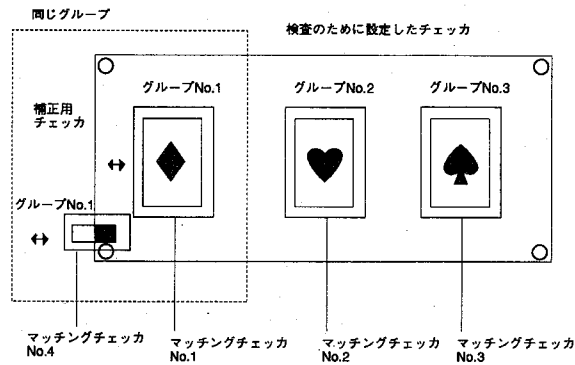 同じグループ
検査のために設定したチェッカ
グループNo.1
グループNo.2
グループNo.3
補正用
チェッカ
グループNo.1
マッチングチェッカ
No.4
マッチングチェッカ
No.1
マッチングチェッカ
No.2
マッチングチェッカ
No.3